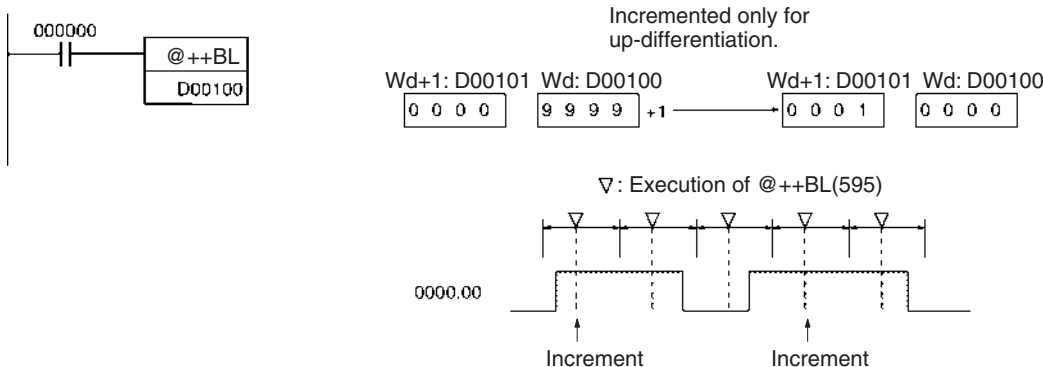 000000
@++BL
D00100
Incremented only for
up-differentiation.
Wd+1: D00101 Wd: D00100 Wd+1: D00101 Wd: D00100
0 0 0 0 9 9 9 9 +1 0 0 0 1 0 0 0 0
▽: Execution of @++BL(595)
0000.00
Increment Increment